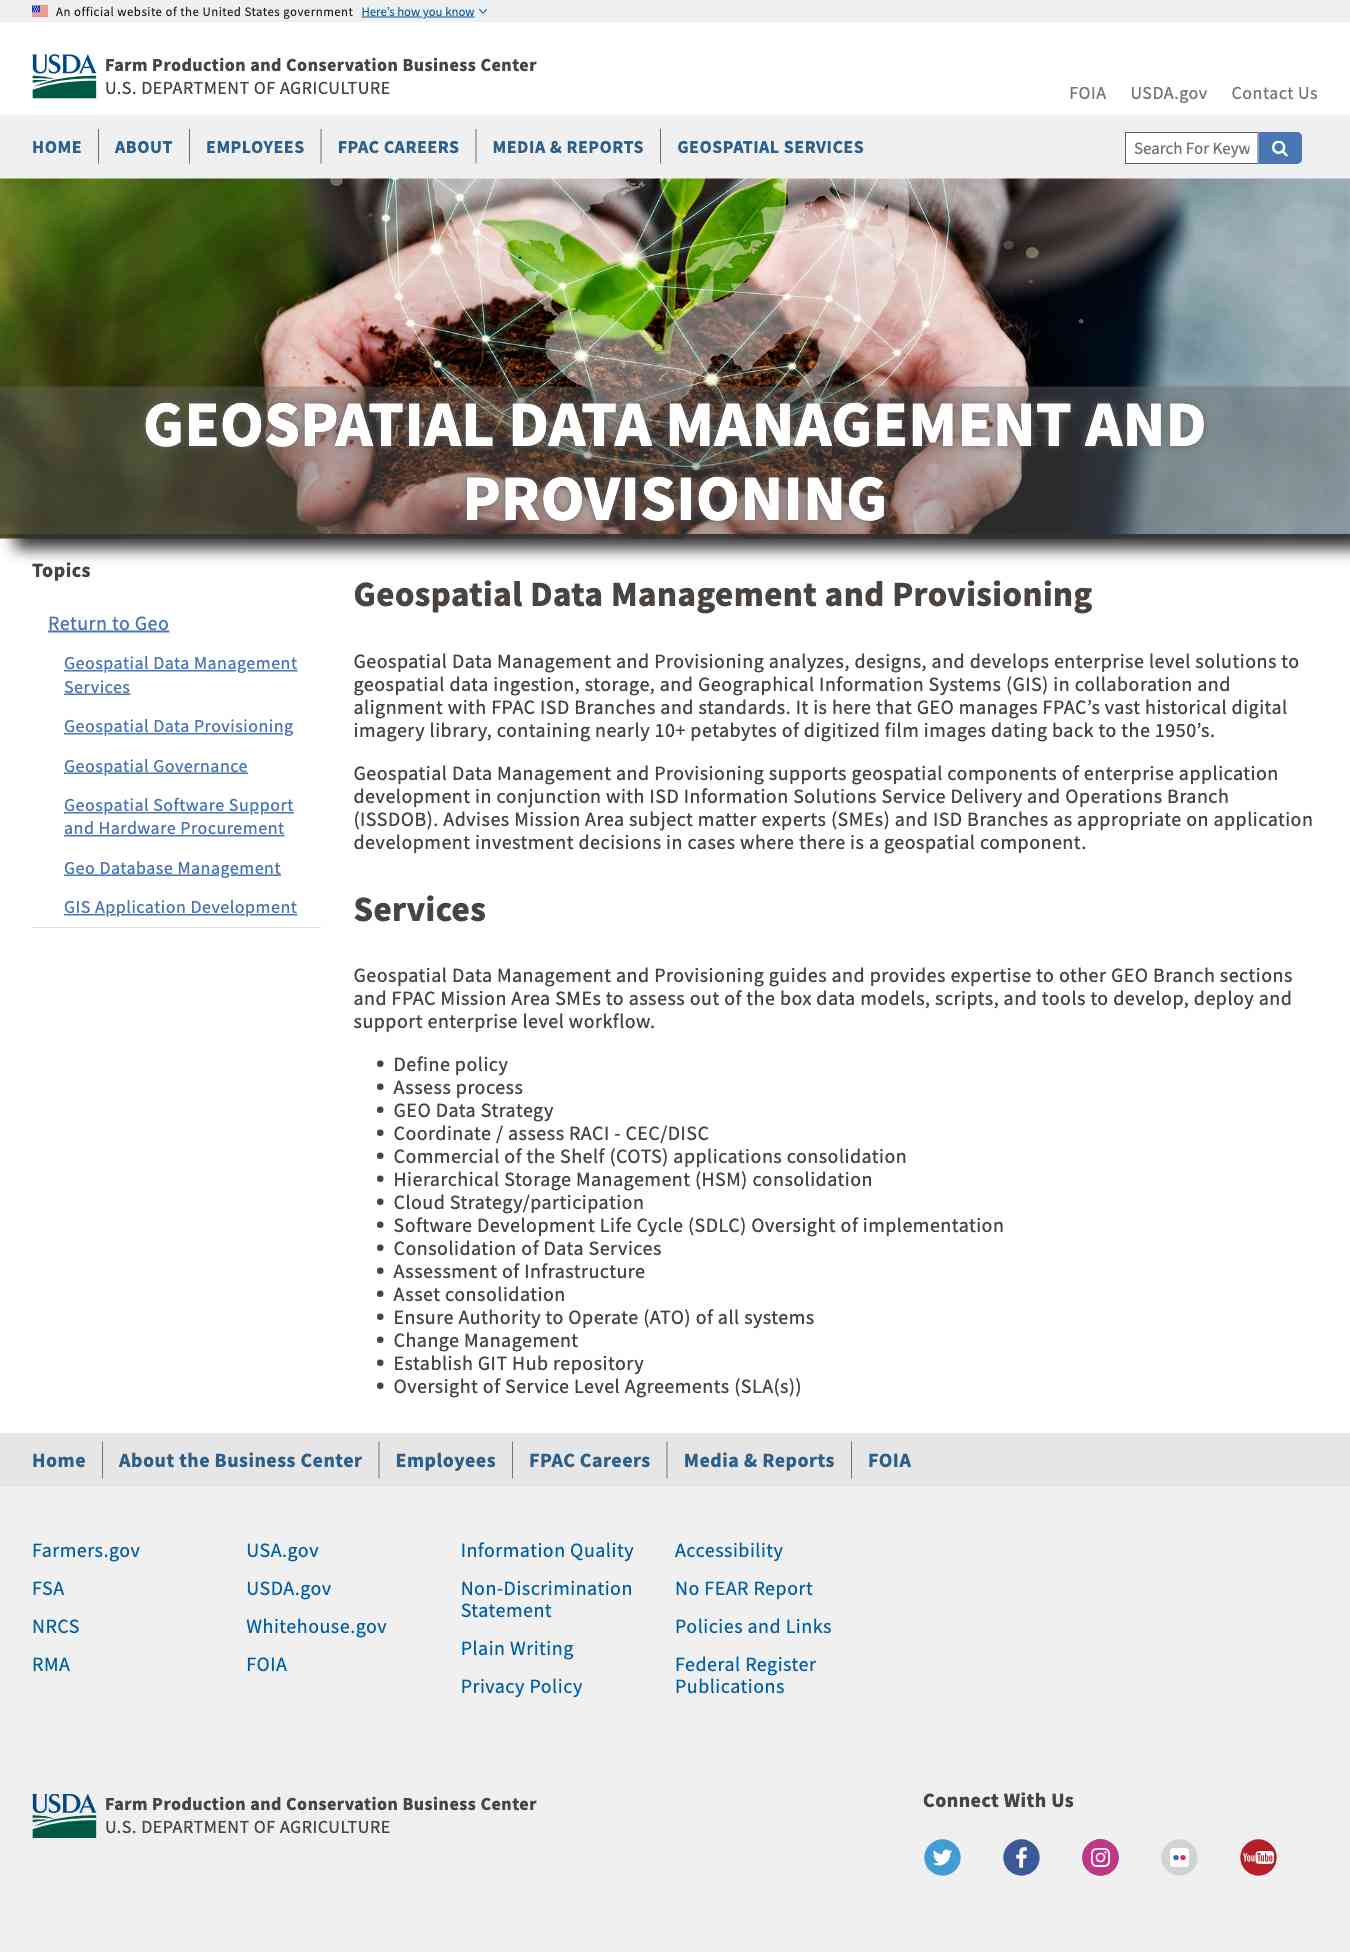 An official website of the United States government Here's how you know
USDA Farm Production and Conservation Business Center
U.S. DEPARTMENT OF AGRICULTURE
FOIA USDA.gov Contact Us
HOME ABOUT EMPLOYEES FPAC CAREERS MEDIA & REPORTS GEOSPATIAL SERVICES Search For Keyw
GEOSPATIAL DATA MANAGEMENT AND
PROVISIONING
Topics
Return to Geo
Geospatial Data Management
Services
Geospatial Data Provisioning
Geospatial Governance
Geospatial Software Support
and Hardware Procurement
Geo Database Management
GIS Application Development
Geospatial Data Management and Provisioning
Geospatial Data Management and Provisioning analyzes, designs, and develops enterprise level solutions to
geospatial data ingestion, storage, and Geographical Information Systems (GIS) in collaboration and
alignment with FPAC ISD Branches and standards. It is here that GEO manages FPAC’s vast historical digital
imagery library, containing nearly 10+ petabytes of digitized film images dating back to the 1950’s.
Geospatial Data Management and Provisioning supports geospatial components of enterprise application
development in conjunction with ISD Information Solutions Service Delivery and Operations Branch
(ISSDOB). Advises Mission Area subject matter experts (SMEs) and ISD Branches as appropriate on application
development investment decisions in cases where there is a geospatial component.
Services
Geospatial Data Management and Provisioning guides and provides expertise to other GEO Branch sections
and FPAC Mission Area SMEs to assess out of the box data models, scripts, and tools to develop, deploy and
support enterprise level workflow.
• Define policy
• Assess process
• GEO Data Strategy
• Coordinate / assess RACI - CEC/DISC
• Commercial of the Shelf (COTS) applications consolidation
• Hierarchical Storage Management (HSM) consolidation
• Cloud Strategy/participation
• Software Development Life Cycle (SDLC) Oversight of implementation
• Consolidation of Data Services
• Assessment of Infrastructure
• Asset consolidation
• Ensure Authority to Operate (ATO) of all systems
• Change Management
• Establish GIT Hub repository
• Oversight of Service Level Agreements (SLA(s))
Home About the Business Center Employees FPAC Careers Media & Reports FOIA
Farmers.gov
FSA
NRCS
RMA
USA.gov
USDA.gov
Whitehouse.gov
FOIA
Information Quality
Non-Discrimination
Statement
Plain Writing
Privacy Policy
Accessibility
No FEAR Report
Policies and Links
Federal Register
Publications
USDA Farm Production and Conservation Business Center
U.S. DEPARTMENT OF AGRICULTURE
Connect With Us
YouTube